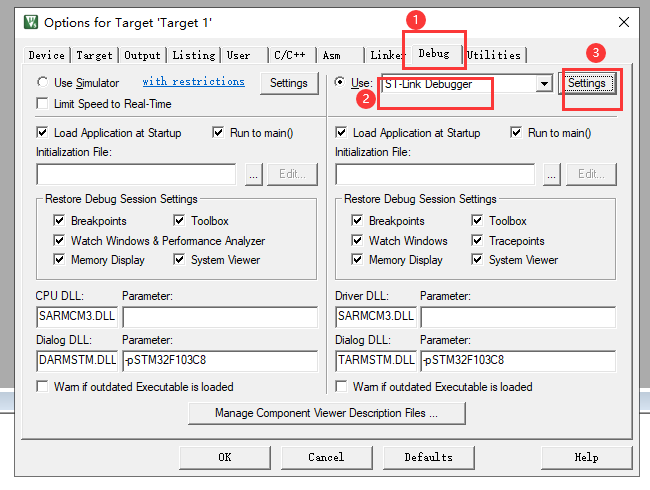 Options for Target 'Target 1'
1
Device Target Output Listing User C/C++ Asm Linker Debug Utilities
3
Use Simulator with restrictions Settings Use: ST-Link Debugger Settings
2
Limit Speed to Real-Time
Load Application at Startup Run to main() Load Application at Startup Run to main()
Initialization File: Initialization File:
... Edit... ... Edit...
Restore Debug Session Settings Restore Debug Session Settings
Breakpoints Toolbox Breakpoints Toolbox
Watch Windows & Performance Analyzer Watch Windows Tracepoints
Memory Display System Viewer Memory Display System Viewer
CPU DLL: Parameter: Driver DLL: Parameter:
SARMCM3.DLL SARMCM3.DLL
Dialog DLL: Parameter: Dialog DLL: Parameter:
DARMSTM.DLL -pSTM32F103C8 TARMSTM.DLL -pSTM32F103C8
Warn if outdated Executable is loaded Warn if outdated Executable is loaded
Manage Component Viewer Description Files ...
OK Cancel Defaults Help